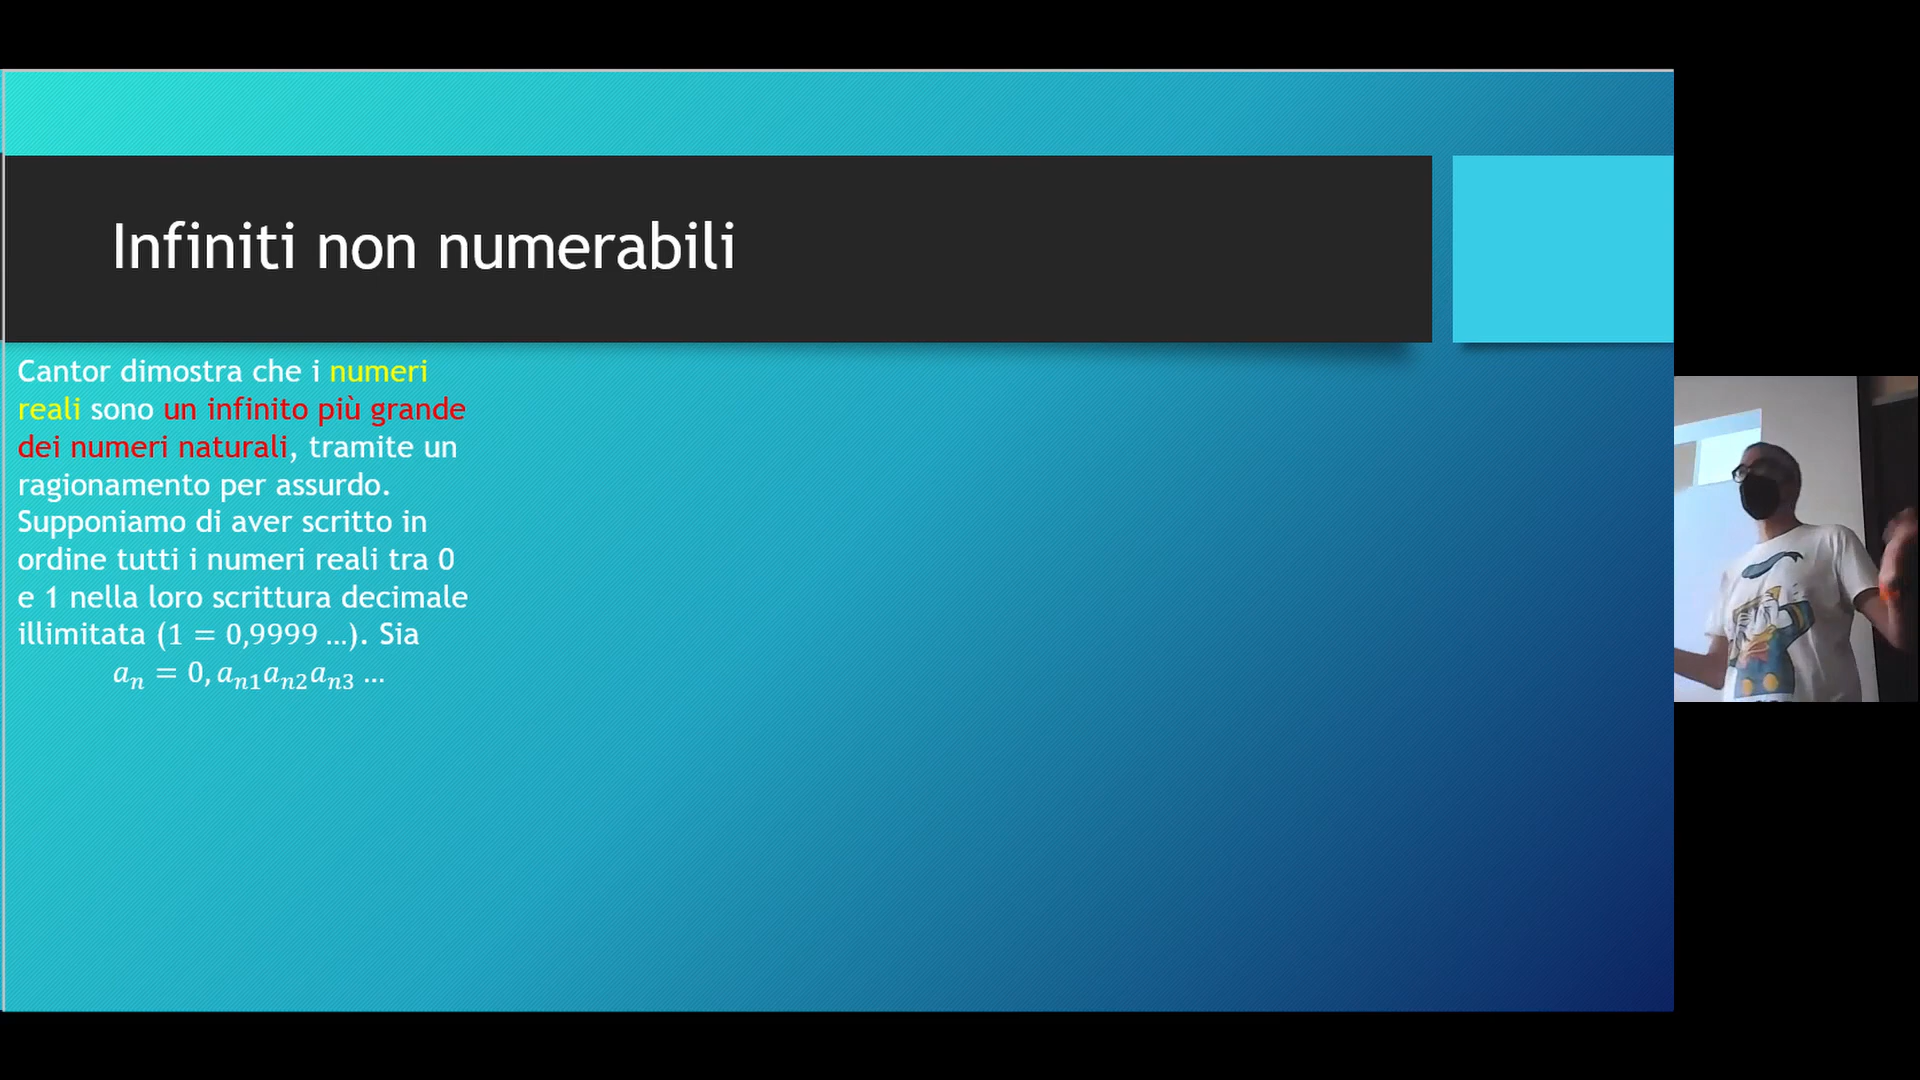 Infiniti non numerabili
Cantor dimostra che i numeri
reali sono un infinito più grande
dei numeri naturali, tramite un
ragionamento per assurdo.
Supponiamo di aver scritto in
ordine tutti i numeri reali tra 0
e 1 nella loro scrittura decimale
illimitata (1 = 0,9999 …). Sia
aₙ = 0, aₙ₁aₙ₂aₙ₃ …